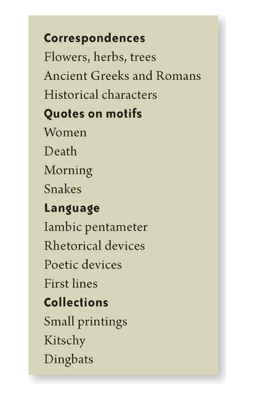 Correspondences
Flowers, herbs, trees
Ancient Greeks and Romans
Historical characters
Quotes on motifs
Women
Death
Morning
Snakes
Language
Iambic pentameter
Rhetorical devices
Poetic devices
First lines
Collections
Small printings
Kitschy
Dingbats